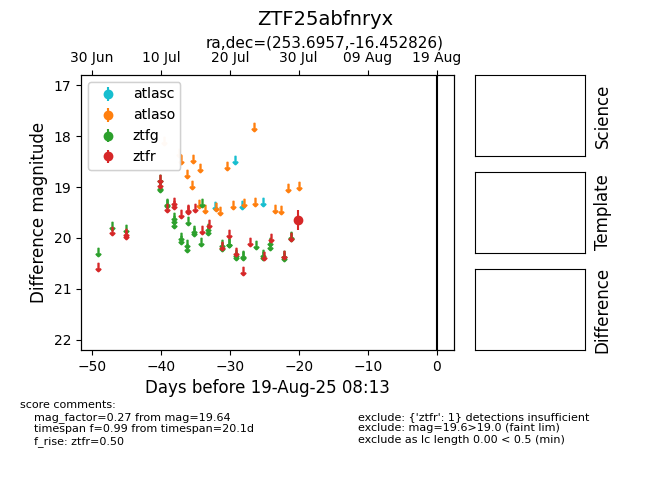 ZTF25abfnryx
ra,dec=(253.6957,-16.452826)
30 Jun 10 Jul 20 Jul 30 Jul 09 Aug 19 Aug
atlasc
atlaso
ztfg
ztfr
17
18
19
20
21
22
Difference magnitude
−50 −40 −30 −20 −10 0
Days before 19-Aug-25 08:13
Science
Template
Difference
score comments:
mag_factor=0.27 from mag=19.64
timespan f=0.99 from timespan=20.1d
f_rise: ztfr=0.50
exclude: {'ztfr': 1} detections insufficient
exclude: mag=19.6>19.0 (faint lim)
exclude as lc length 0.00 < 0.5 (min)